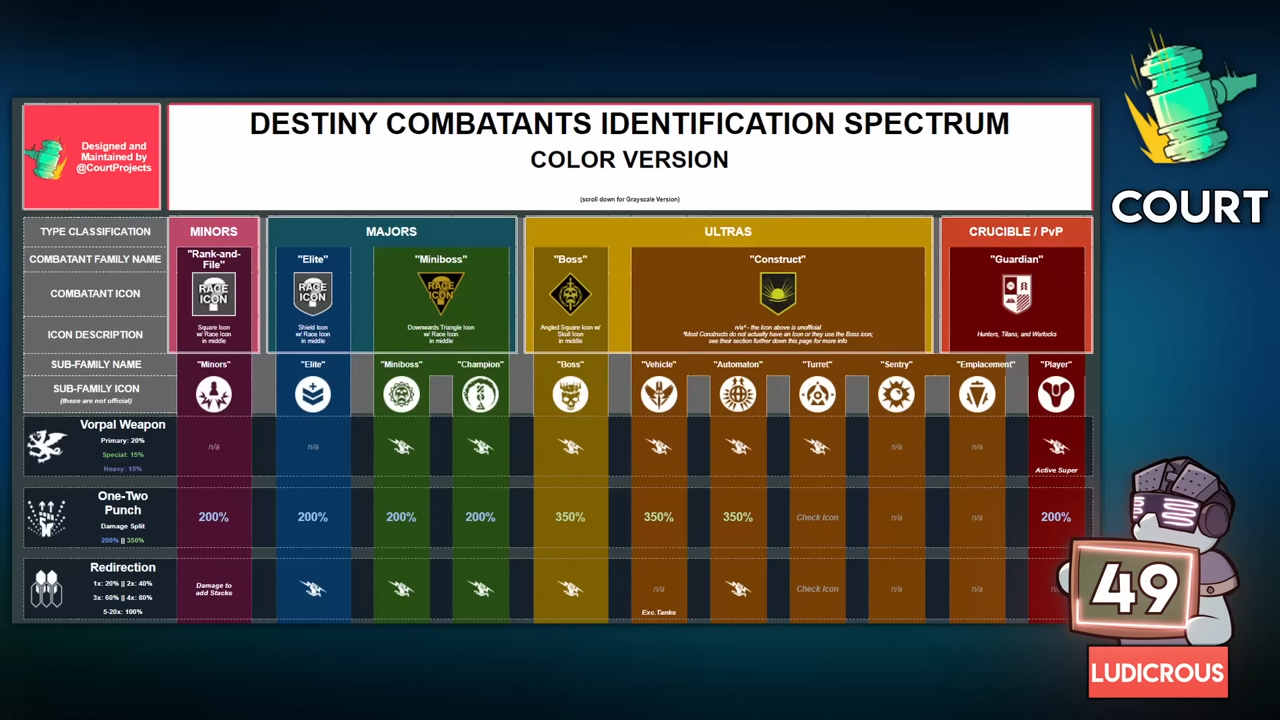 Designed and
Maintained by
@CourtProjects
DESTINY COMBATANTS IDENTIFICATION SPECTRUM
COLOR VERSION
(scroll down for Grayscale Version)
COURT
TYPE CLASSIFICATION
MINORS
MAJORS
ULTRAS
CRUCIBLE / PvP
COMBATANT FAMILY NAME
"Rank-and-
File"
"Elite"
"Miniboss"
"Boss"
"Construct"
"Guardian"
COMBATANT ICON
RACE
ICON
RACE
ICON
RACE
ICON
ICON DESCRIPTION
Square Icon
w/ Race Icon
in middle
Shield Icon
w/ Race Icon
in middle
Downwards Triangle Icon
w/ Race Icon
in middle
Angled Square Icon w/
Skull Icon
in middle
n/a* - the Icon above is unofficial
*Most Constructs do not actually have an Icon or they use the Boss icon;
see their section further down this page for more info
Hunters, Titans, and Warlocks
SUB-FAMILY NAME
"Minors"
"Elite"
"Miniboss"
"Champion"
"Boss"
"Vehicle"
"Automaton"
"Turret"
"Sentry"
"Emplacement"
"Player"
SUB-FAMILY ICON
(these are not official)
Vorpal Weapon
Primary: 20%
Special: 15%
Heavy: 10%
n/a
n/a
n/a
n/a
Active Super
One-Two
Punch
Damage Split
200% || 350%
200%
200%
200%
200%
350%
350%
350%
Check Icon
n/a
n/a
200%
Redirection
1x: 20% || 2x: 40%
3x: 60% || 4x: 80%
5-20x: 100%
Damage to
add Stacks
n/a
Exc.Tanks
Check Icon
n/a
n/a
49
LUDICROUS